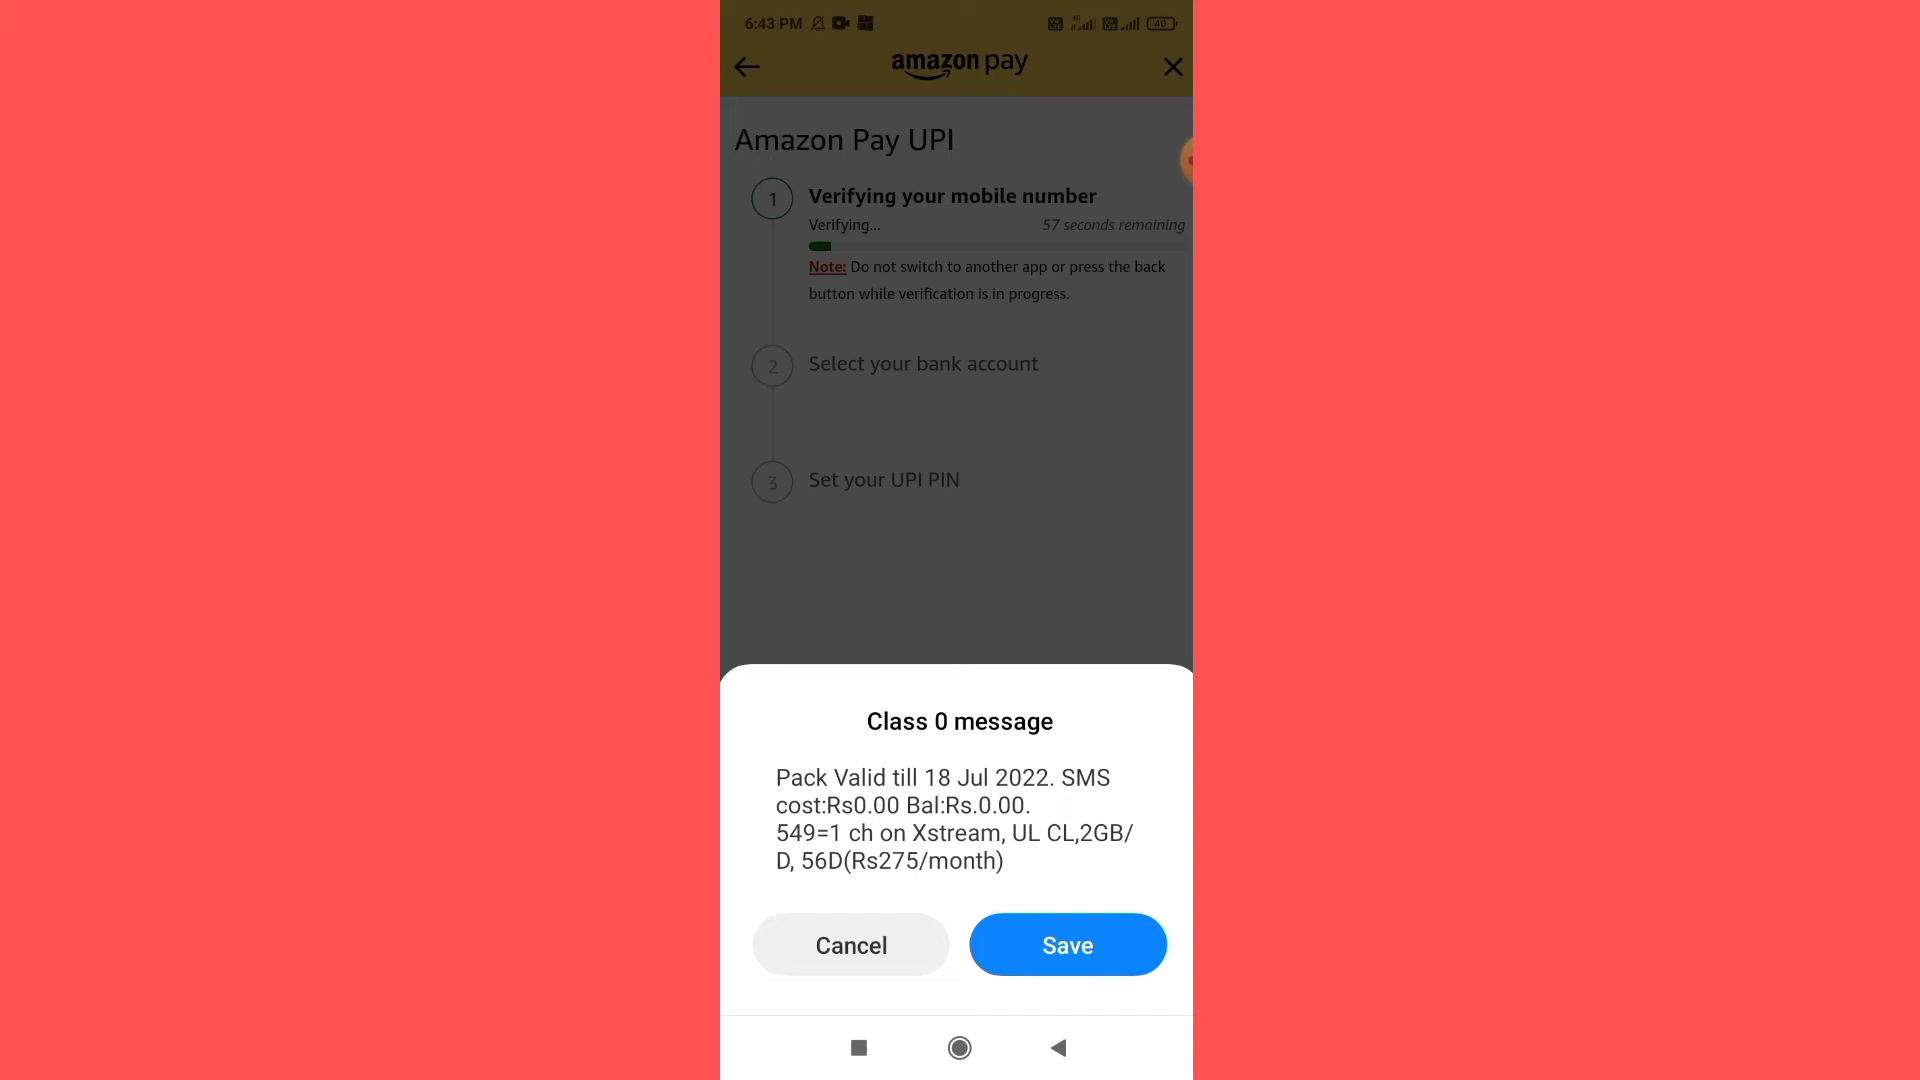 6:43 PM
40
amazon pay
Amazon Pay UPI
1
Verifying your mobile number
Verifying...
57 seconds remaining
Note: Do not switch to another app or press the back
button while verification is in progress.
2
Select your bank account
3
Set your UPI PIN
Class 0 message
Pack Valid till 18 Jul 2022. SMS
cost:Rs0.00 Bal:Rs.0.00.
549=1 ch on Xstream, UL CL,2GB/
D, 56D(Rs275/month)
Cancel
Save